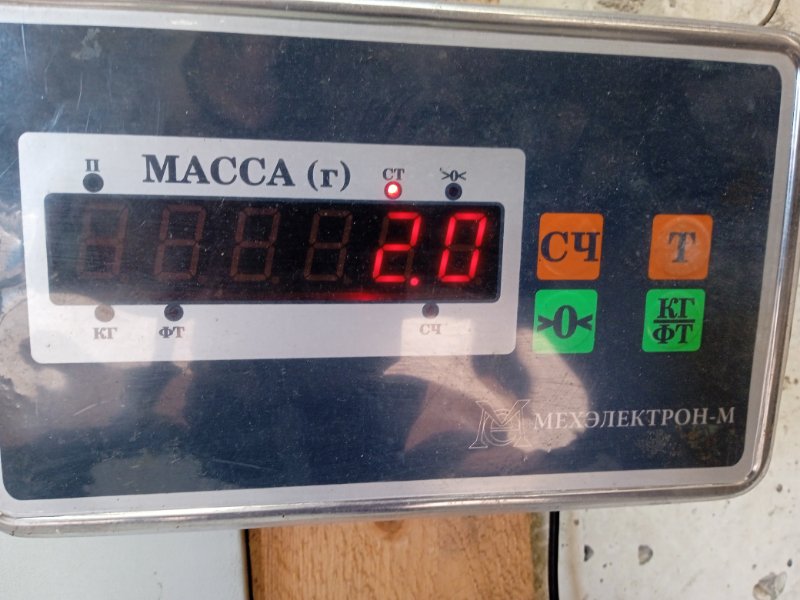 П МАССА (г) СТ >0<
2.0
КГ ФТ СЧ
СЧ Т
>0< КГ/ФТ
МЕХЭЛЕКТРОН-М